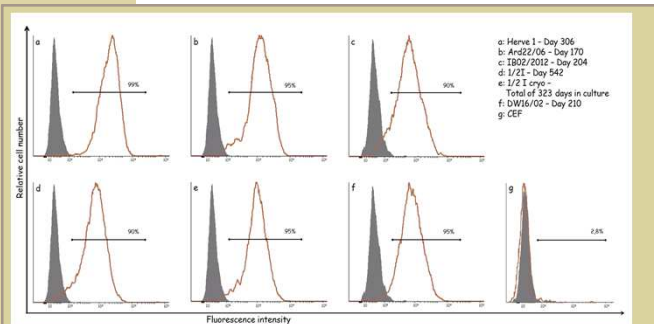 a
99%
b
95%
c
90%
a: Herve 1 - Day 306
b: Ard22/06 - Day 170
c: IB02/2012 - Day 204
d: 1/2I - Day 542
e: 1/2 I cryo -
Total of 323 days in culture
f: DW16/02 - Day 210
g: CEF
Relative cell number
d
90%
e
95%
f
95%
g
2,8%
Fluorescence intensity